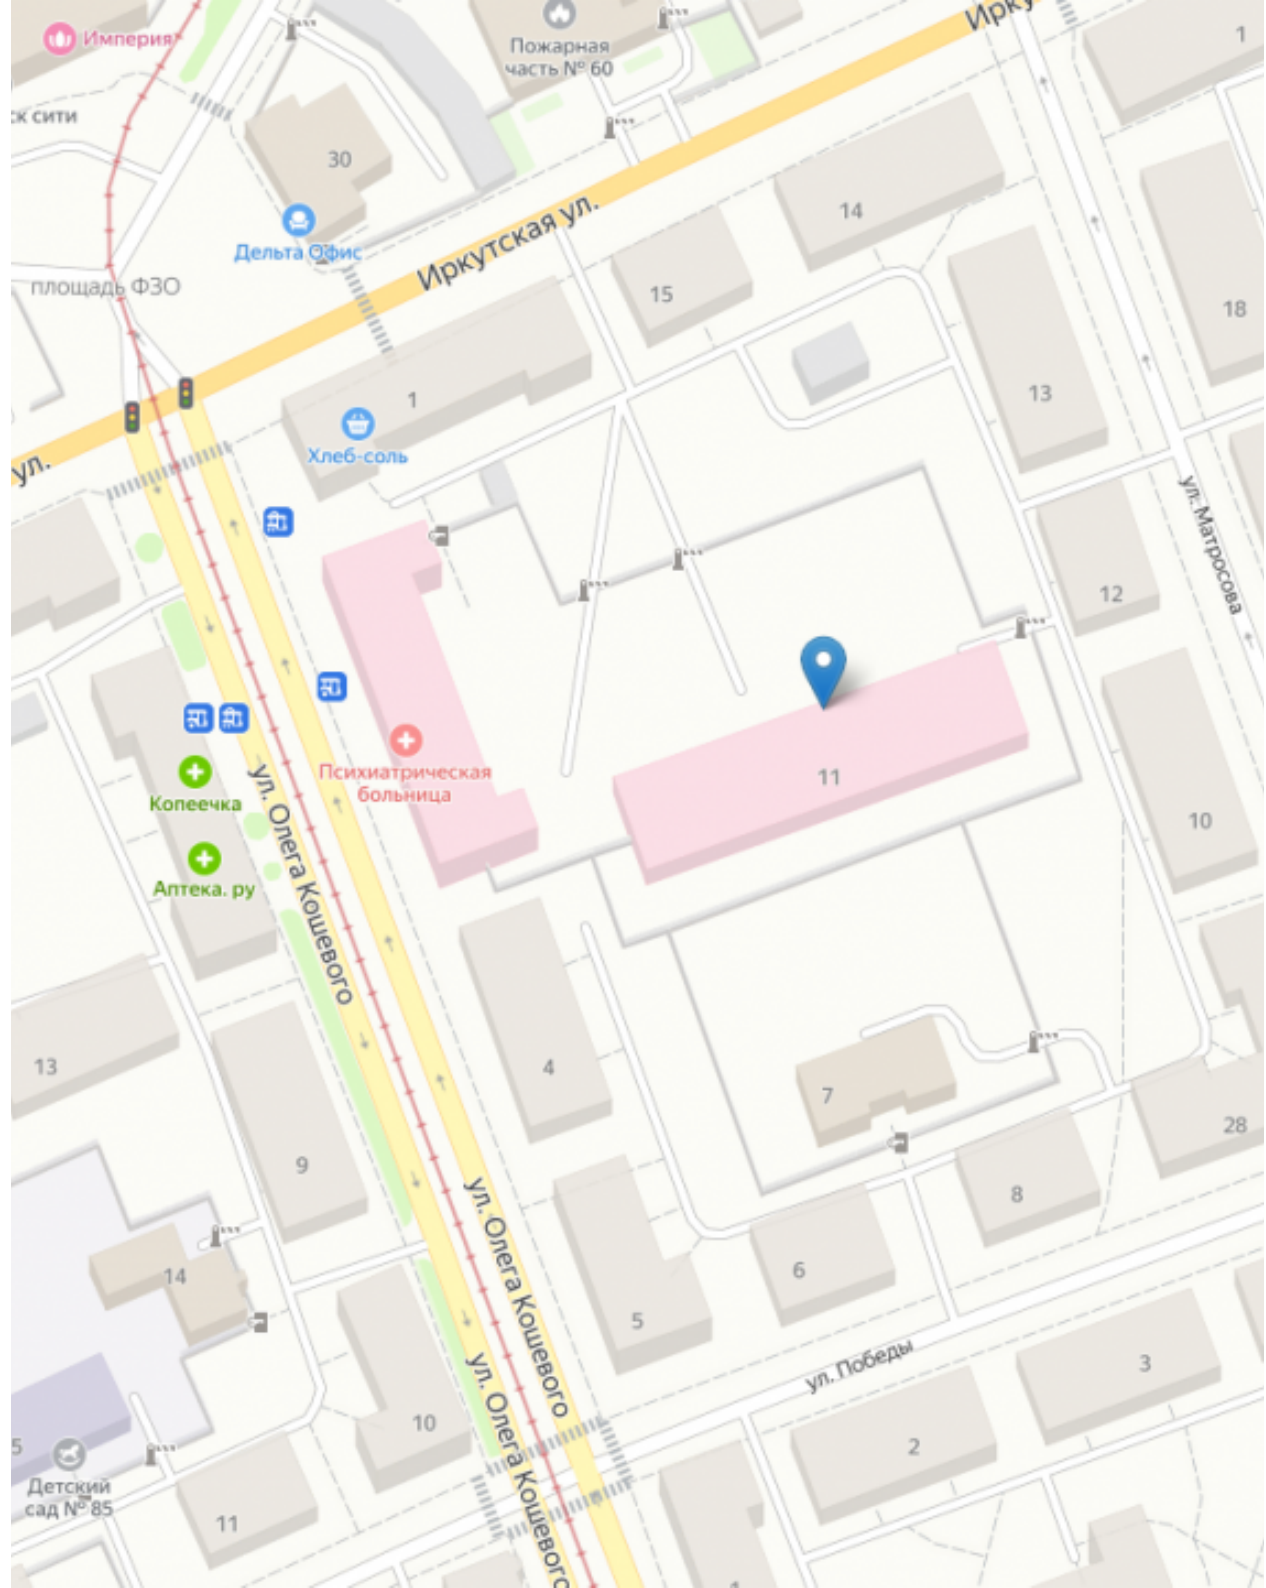 Империя
Пожарная
часть № 60
Ирку
1
ск сити
30
14
Дельта Офис
Иркутская ул.
площадь ФЗО
15
18
13
1
Хлеб-соль
ул.
ул. Матросова
12
11
Психиатрическая
больница
Копеечка
10
Аптека. ру
ул. Олега Кошевого
13
4
7
28
9
8
ул. Олега Кошевого
14
6
5
ул. Победы
3
ул. Олега Кошевого
10
2
5
Детский
сад № 85
11